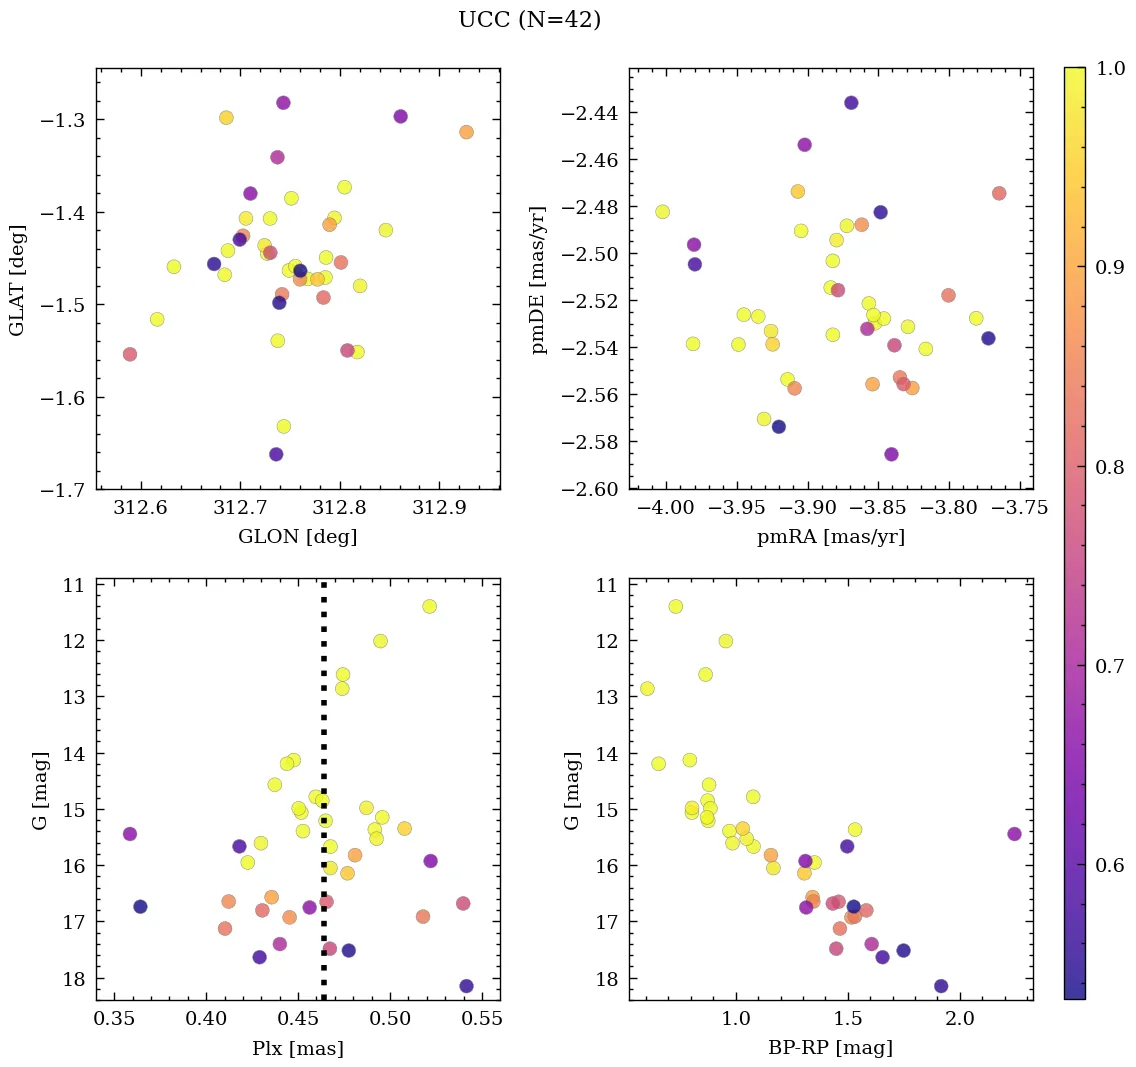 UCC (N=42)
−1.3
−1.4
−1.5
−1.6
−1.7
GLAT [deg]
312.6 312.7 312.8 312.9
GLON [deg]
−2.44
−2.46
−2.48
−2.50
−2.52
−2.54
−2.56
−2.58
−2.60
pmDE [mas/yr]
−4.00 −3.95 −3.90 −3.85 −3.80 −3.75
pmRA [mas/yr]
1.0
0.9
0.8
0.7
0.6
11
12
13
14
15
16
17
18
G [mag]
0.35 0.40 0.45 0.50 0.55
Plx [mas]
11
12
13
14
15
16
17
18
G [mag]
1.0 1.5 2.0
BP-RP [mag]